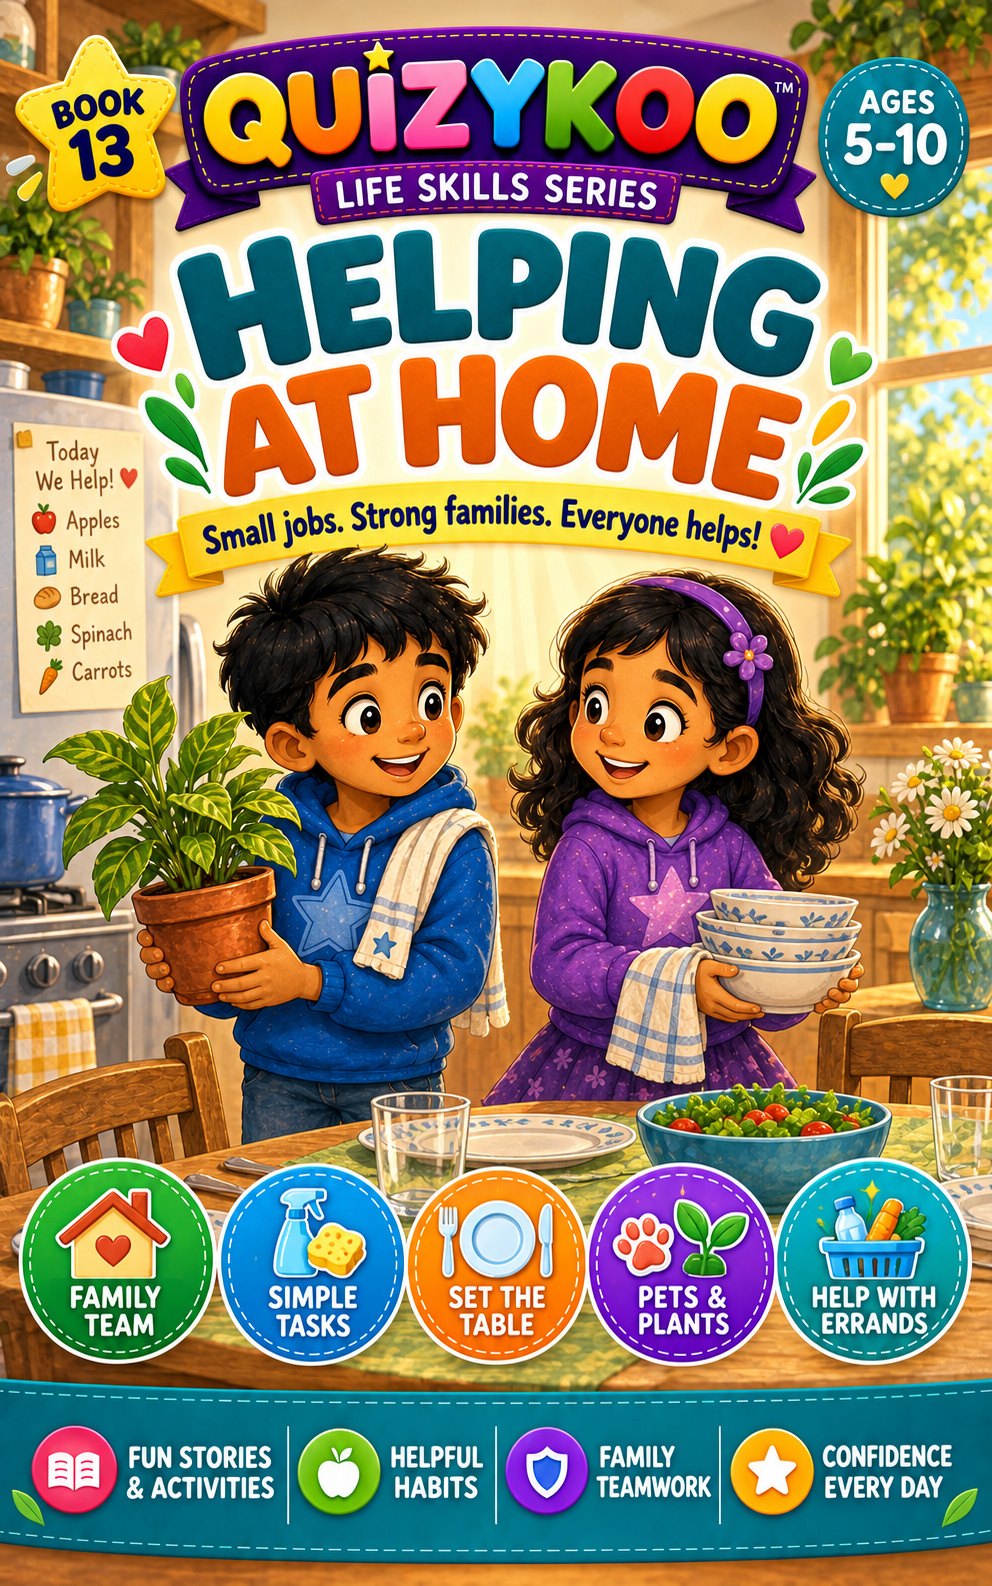 BOOK
13
QUIZYKOO™
LIFE SKILLS SERIES
AGES
5-10
HELPING
AT HOME
Small jobs. Strong families. Everyone helps!
Today
We Help!
Apples
Milk
Bread
Spinach
Carrots
FAMILY
TEAM
SIMPLE
TASKS
SET THE
TABLE
PETS &
PLANTS
HELP WITH
ERRANDS
FUN STORIES
& ACTIVITIES
HELPFUL
HABITS
FAMILY
TEAMWORK
CONFIDENCE
EVERY DAY